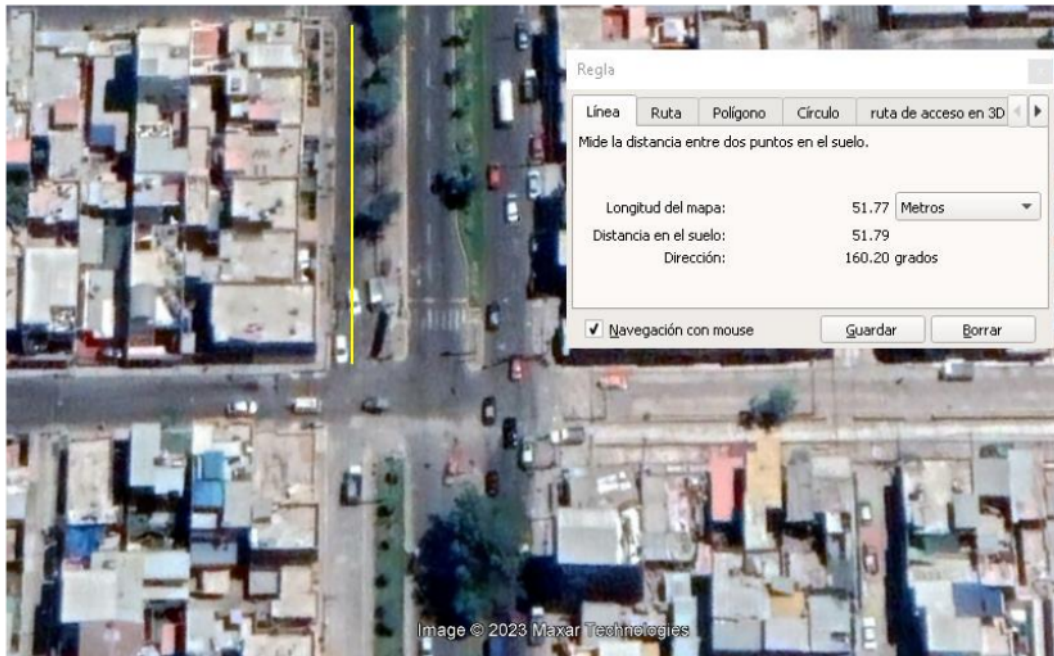 Regla
Línea Ruta Polígono Círculo ruta de acceso en 3D
Mide la distancia entre dos puntos en el suelo.
Longitud del mapa: 51.77 Metros
Distancia en el suelo: 51.79
Dirección: 160.20 grados
Navegación con mouse Guardar Borrar
Image © 2023 Maxar Technologies